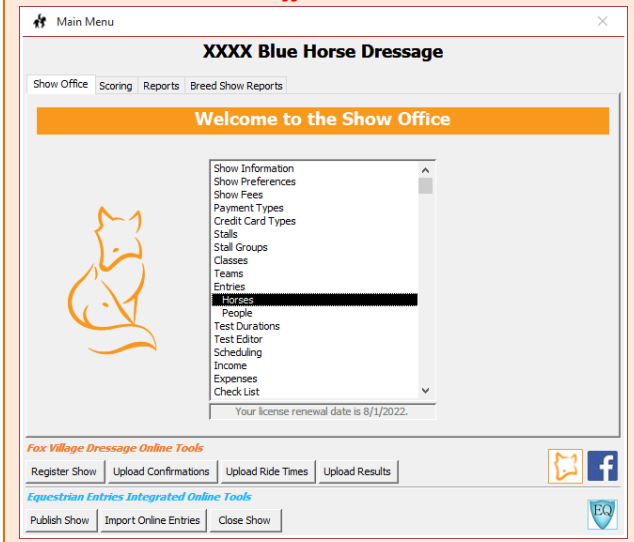 Main Menu
XXXX Blue Horse Dressage
Show Office Scoring Reports Breed Show Reports
Welcome to the Show Office
Show Information
Show Preferences
Show Fees
Payment Types
Credit Card Types
Stalls
Stall Groups
Classes
Teams
Entries
Horses
People
Test Durations
Test Editor
Scheduling
Income
Expenses
Check List
Your license renewal date is 8/1/2022.
Fox Village Dressage Online Tools
Register Show Upload Confirmations Upload Ride Times Upload Results
f
Equestrian Entries Integrated Online Tools
Publish Show Import Online Entries Close Show
EQ